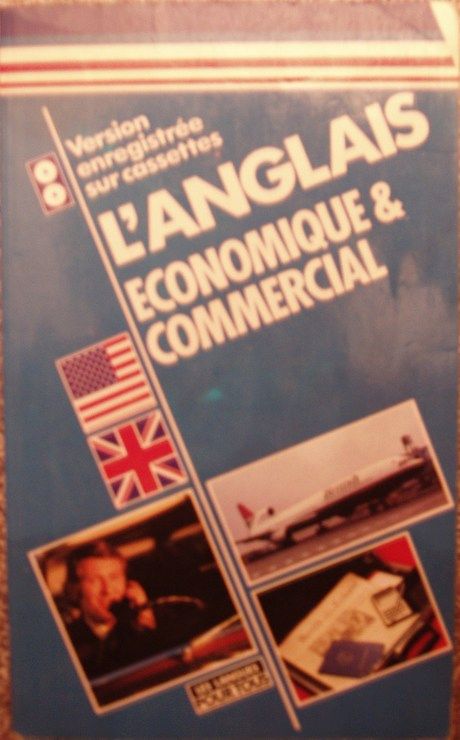 Version
enregistrée
sur cassettes
L'ANGLAIS
ECONOMIQUE &
COMMERCIAL
LES LANGUES
POUR TOUS